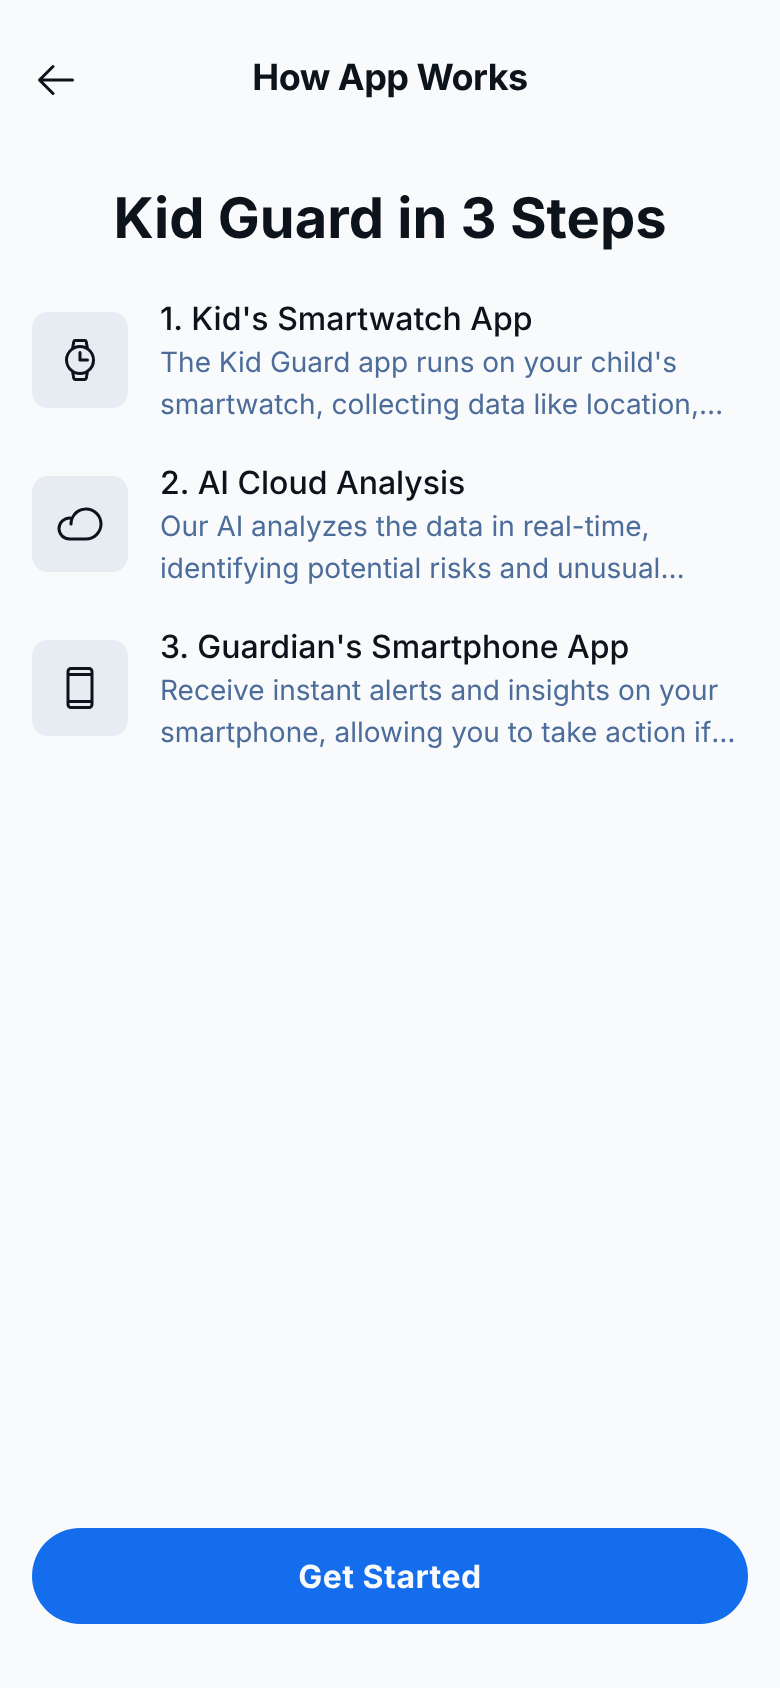 How App Works
Kid Guard in 3 Steps
1. Kid's Smartwatch App
The Kid Guard app runs on your child's
smartwatch, collecting data like location,...
2. AI Cloud Analysis
Our AI analyzes the data in real-time,
identifying potential risks and unusual...
3. Guardian's Smartphone App
Receive instant alerts and insights on your
smartphone, allowing you to take action if...
Get Started